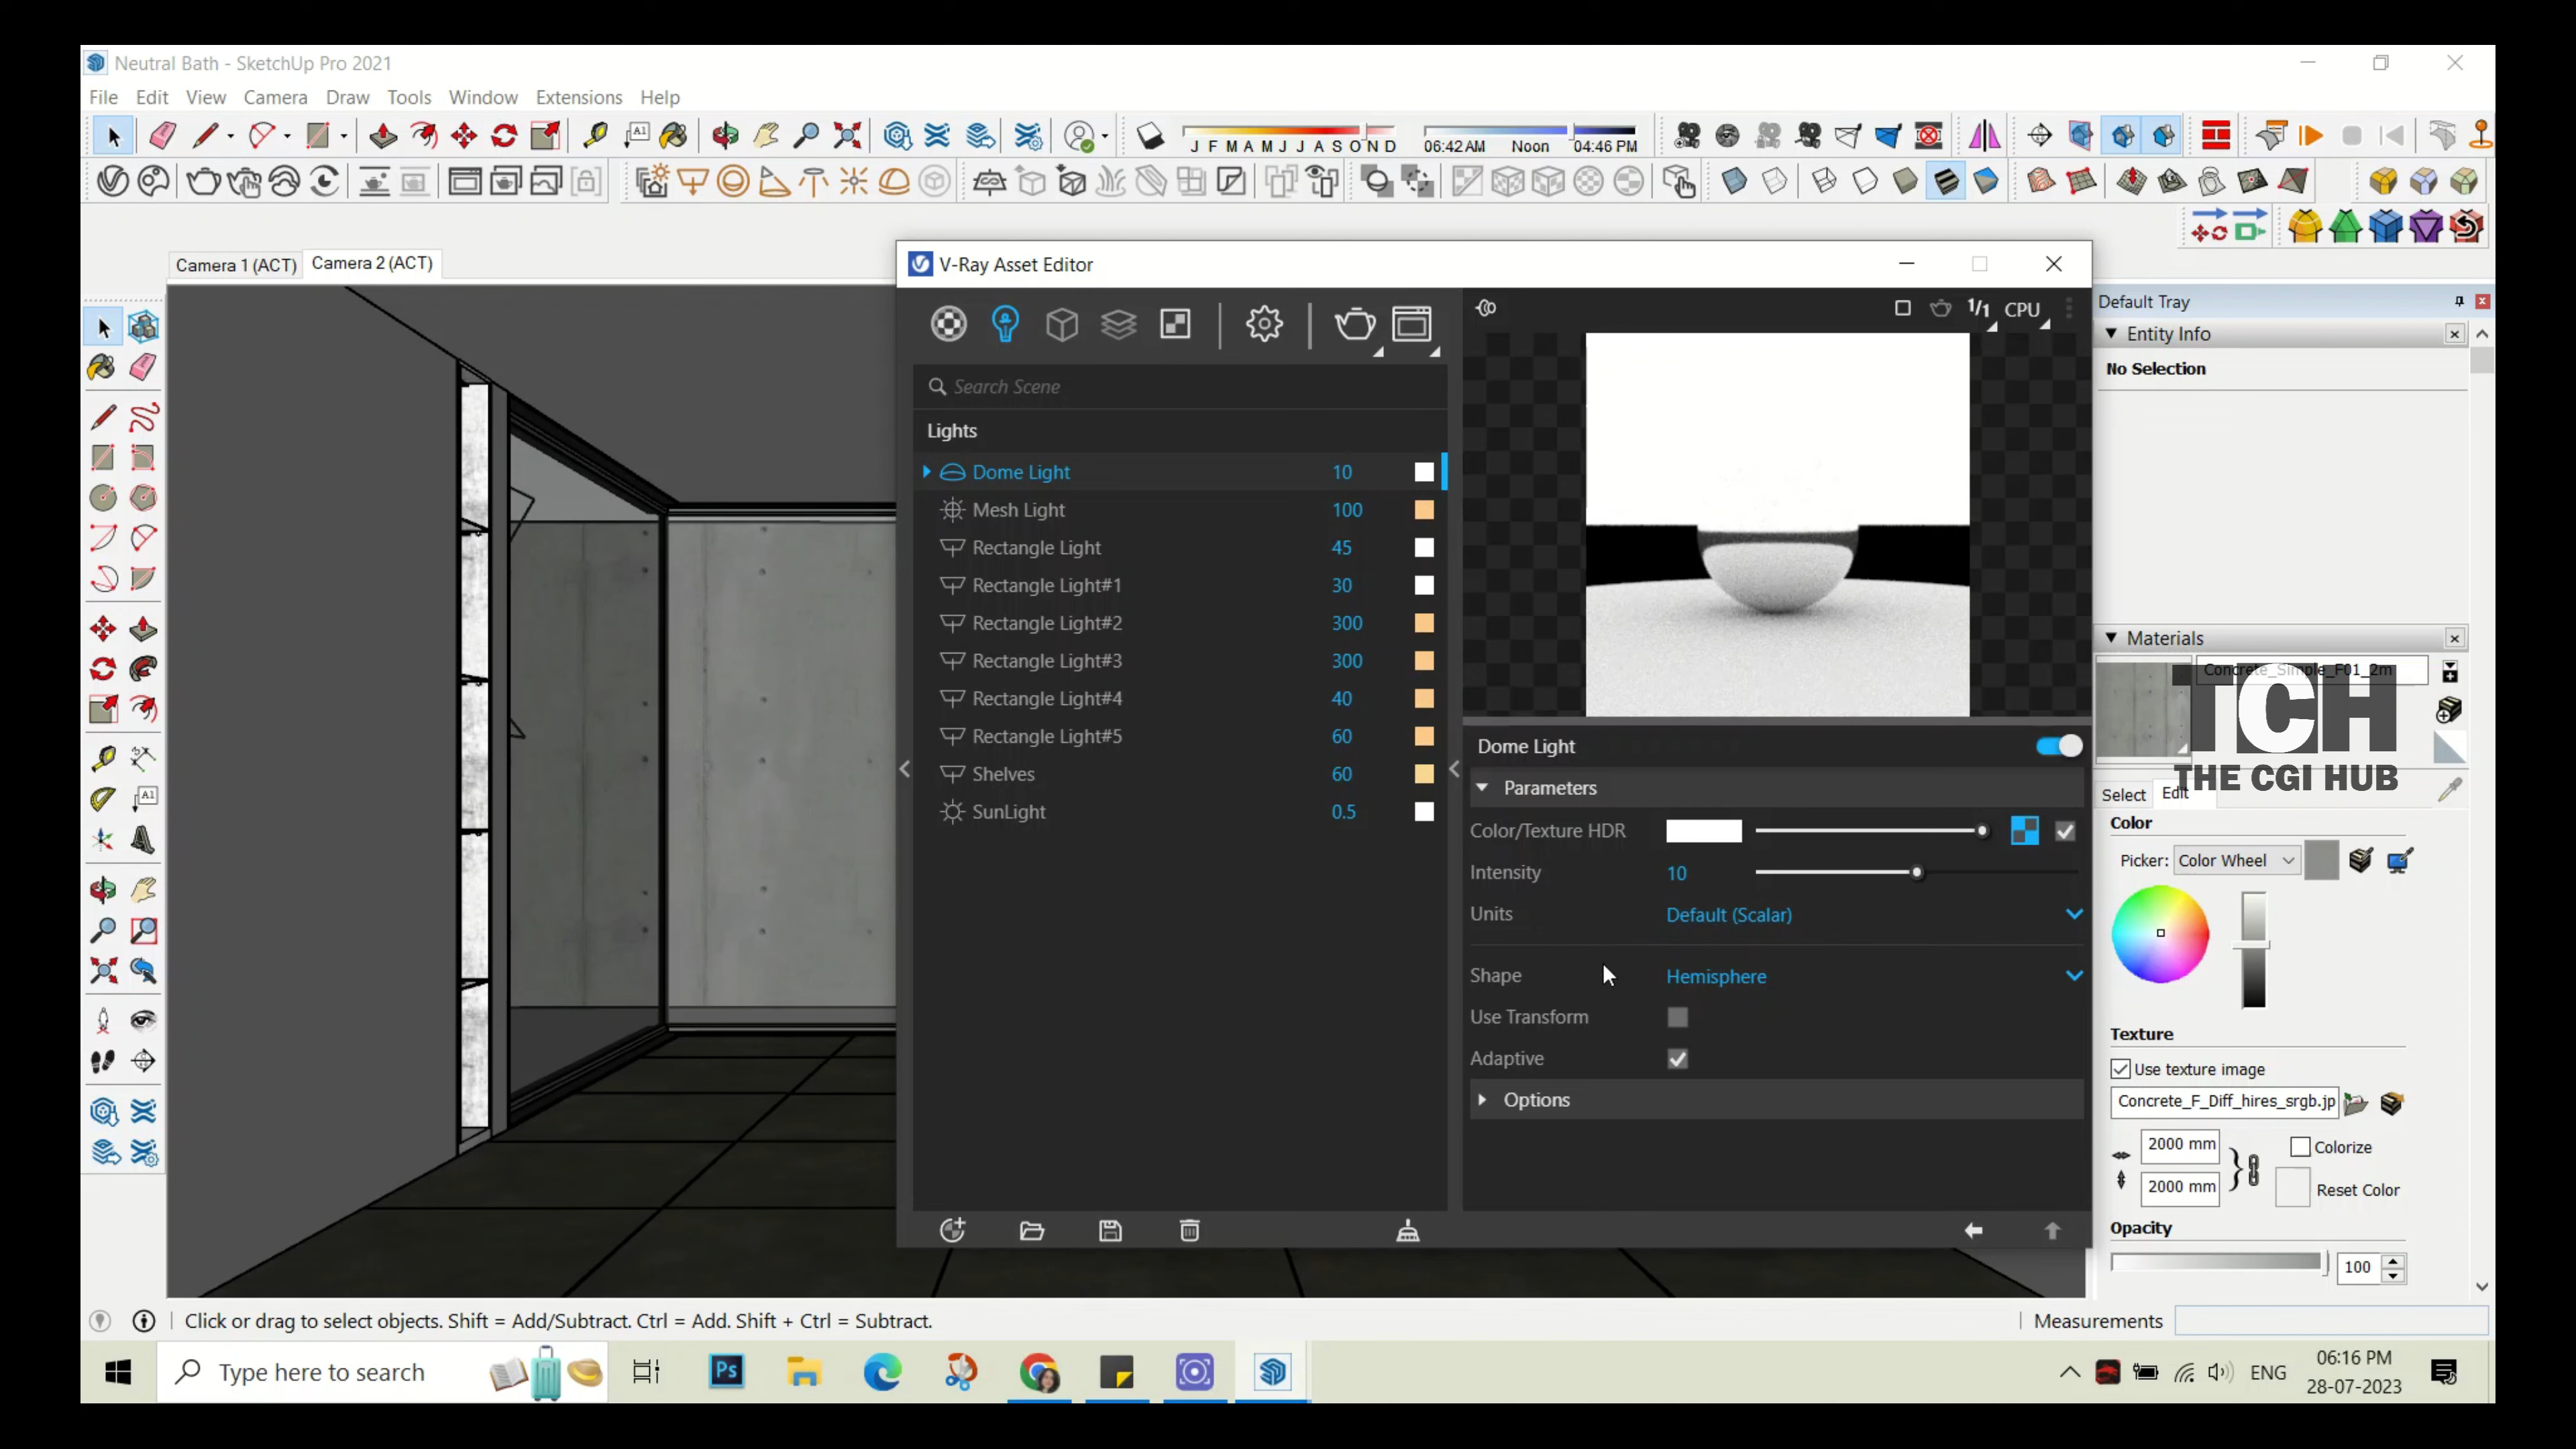 Neutral Bath - SketchUp Pro 2021
File Edit View Camera Draw Tools Window Extensions Help
J F M A M J J A S O N D 06:42 AM Noon 04:46 PM
Camera 1 (ACT) Camera 2 (ACT)
V-Ray Asset Editor
1/1 CPU
Search Scene
Lights
Dome Light 10
Mesh Light 100
Rectangle Light 45
Rectangle Light#1 30
Rectangle Light#2 300
Rectangle Light#3 300
Rectangle Light#4 40
Rectangle Light#5 60
Shelves 60
SunLight 0.5
Dome Light
Parameters
Color/Texture HDR
Intensity 10
Units Default (Scalar)
Shape Hemisphere
Use Transform
Adaptive
Options
Default Tray
Entity Info
No Selection
Materials
Concrete_Simple_F01_2m
TCH
THE CGI HUB
Select Edit
Color
Picker: Color Wheel
Texture
Use texture image
Concrete_F_Diff_hires_srgb.jp
2000 mm Colorize
2000 mm Reset Color
Opacity
100
Click or drag to select objects. Shift = Add/Subtract. Ctrl = Add. Shift + Ctrl = Subtract.
Measurements
Type here to search
Ps
ENG
06:16 PM
28-07-2023